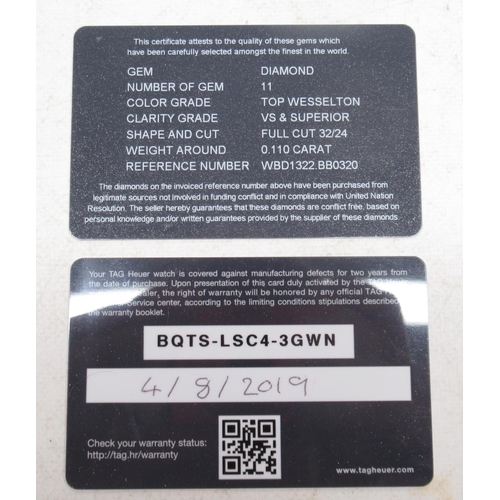 This certificate attests to the quality of these gems which
have been carefully selected amongst the finest in the world.
GEM DIAMOND
NUMBER OF GEM 11
COLOR GRADE TOP WESSELTON
CLARITY GRADE VS & SUPERIOR
SHAPE AND CUT FULL CUT 32/24
WEIGHT AROUND 0.110 CARAT
REFERENCE NUMBER WBD1322.BB0320
The diamonds on the invoiced reference number above have been purchased from
legitimate sources not involved in funding conflict and in compliance with United Nation
Resolution. The seller hereby guarantees that these diamonds are conflict free, based on
personal knowledge and/or written guarantees provided by the supplier of these diamonds.
Your TAG Heuer watch is covered against manufacturing defects for two years from
the date of purchase. Upon presentation of this card duly activated by the TAG
dealer, the right of warranty will be honored by any official TAG
Service center, according to the limiting conditions stipulations described
the warranty booklet.
BQTS-LSC4-3GWN
4/8/2019
Check your warranty status:
http://tag.hr/warranty
www.tagheuer.com